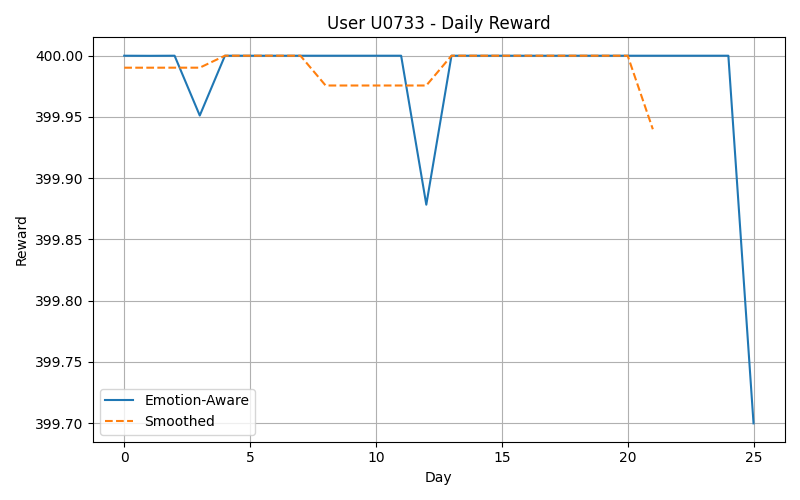 User U0733 - Daily Reward
400.00
399.95
399.90
399.85
399.80
399.75
399.70
Reward
Emotion-Aware
Smoothed
0 5 10 15 20 25
Day